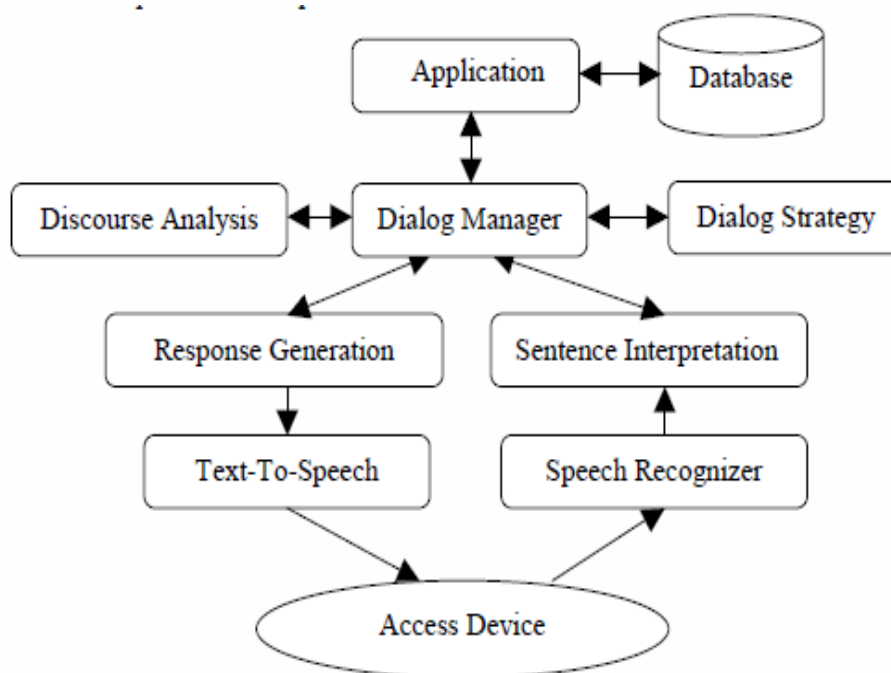 Application
Database
Discourse Analysis
Dialog Manager
Dialog Strategy
Response Generation
Sentence Interpretation
Text-To-Speech
Speech Recognizer
Access Device